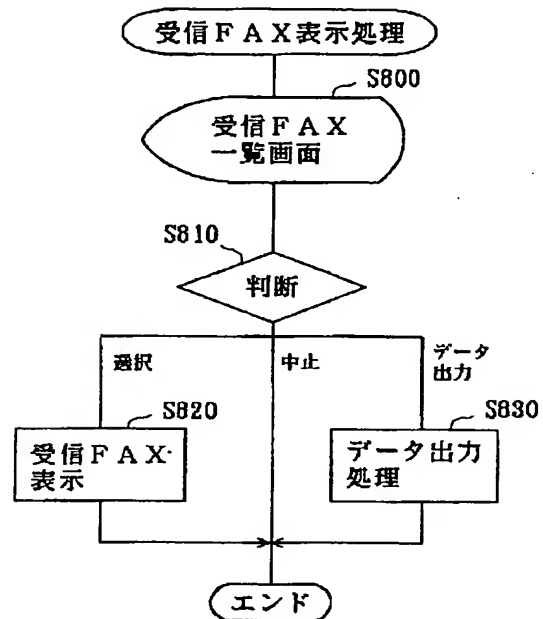 受信ＦＡＸ表示処理
S800
受信ＦＡＸ
一覧画面
S810
判断
選択
中止
データ
出力
S820
受信ＦＡＸ
表示
S830
データ出力
処理
エンド